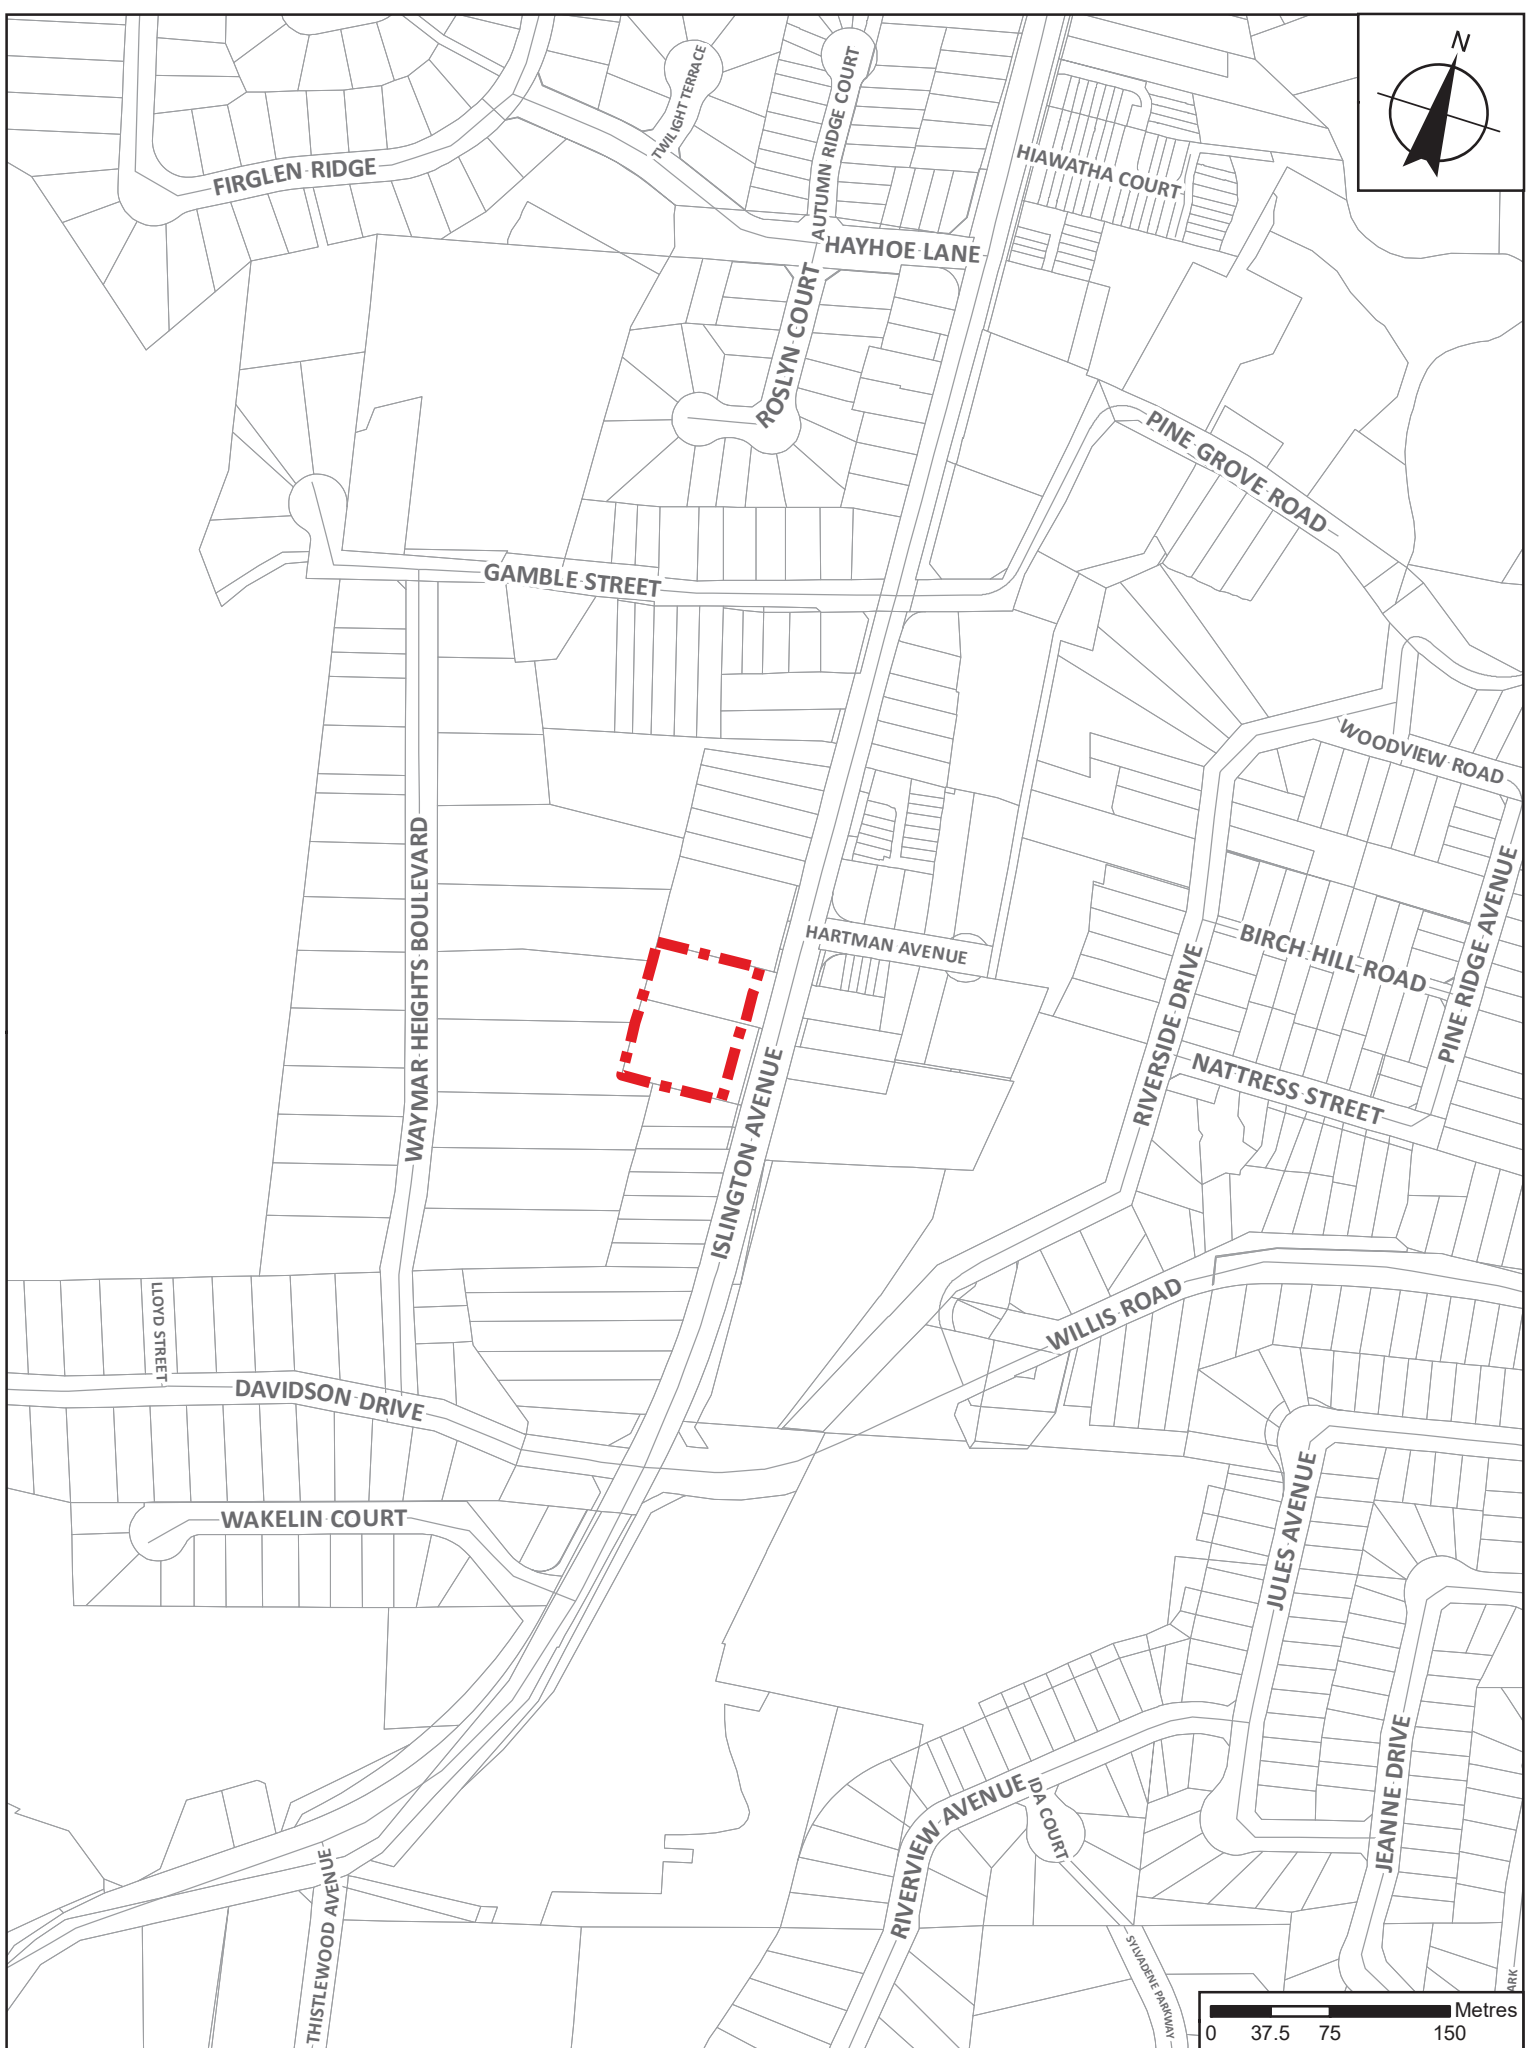 N
TWILIGHT TERRACE
AUTUMN RIDGE COURT
HIAWATHA COURT
FIRGLEN RIDGE
HAYHOE LANE
ROSLYN COURT
PINE GROVE ROAD
GAMBLE STREET
WOODVIEW ROAD
WAYMAR HEIGHTS BOULEVARD
HARTMAN AVENUE
BIRCH HILL ROAD
PINE RIDGE AVENUE
RIVERSIDE DRIVE
NATTRESS STREET
ISLINGTON AVENUE
LLOYD STREET
WILLIS ROAD
DAVIDSON DRIVE
WAKELIN COURT
JULES AVENUE
JEANNE DRIVE
IDA COURT
RIVERVIEW AVENUE
THISTLEWOOD AVENUE
SYLVADENE PARKWAY
ARK
Metres
0 37.5 75 150